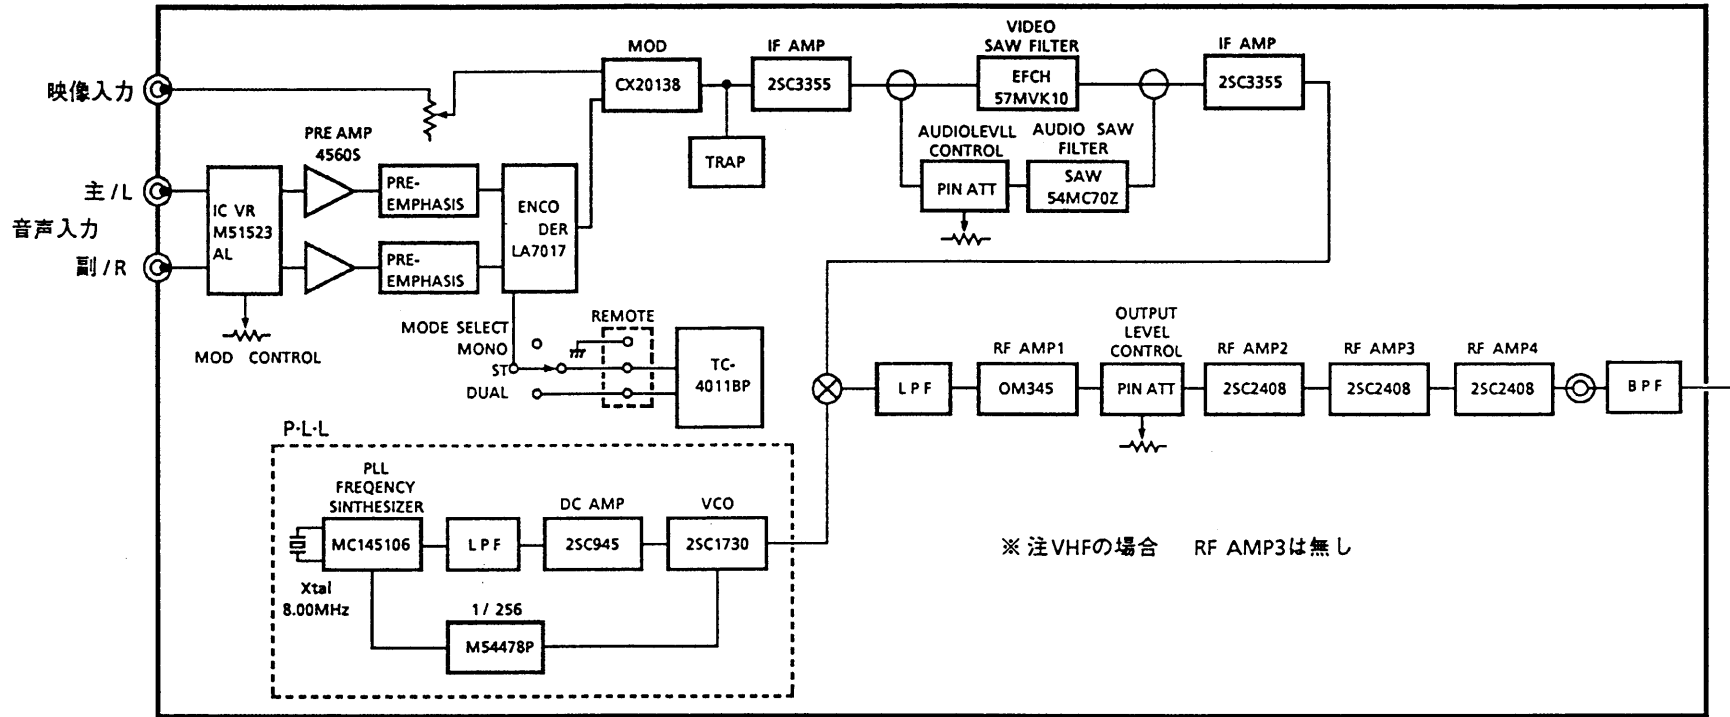 映像入力
主/L
音声入力
副/R
IC VR
M51523
AL
MOD CONTROL
PRE AMP
4560S
PRE-
EMPHASIS
PRE-
EMPHASIS
ENCO
DER
LA7017
MOD
CX20138
TRAP
IF AMP
2SC3355
VIDEO
SAW FILTER
EFCH
57MVK10
AUDIOLEVLL
CONTROL
PIN ATT
AUDIO SAW
FILTER
SAW
54MC70Z
IF AMP
2SC3355
MODE SELECT
MONO
ST
DUAL
REMOTE
TC-
4011BP
P·L·L
PLL
FREQENCY
SINTHESIZER
MC145106
Xtal
8.00MHz
LPF
DC AMP
2SC945
VCO
2SC1730
1/256
M54478P
LPF
RF AMP1
OM345
OUTPUT
LEVEL
CONTROL
PIN ATT
RF AMP2
2SC2408
RF AMP3
2SC2408
RF AMP4
2SC2408
BPF
※注VHFの場合 RF AMP3は無し